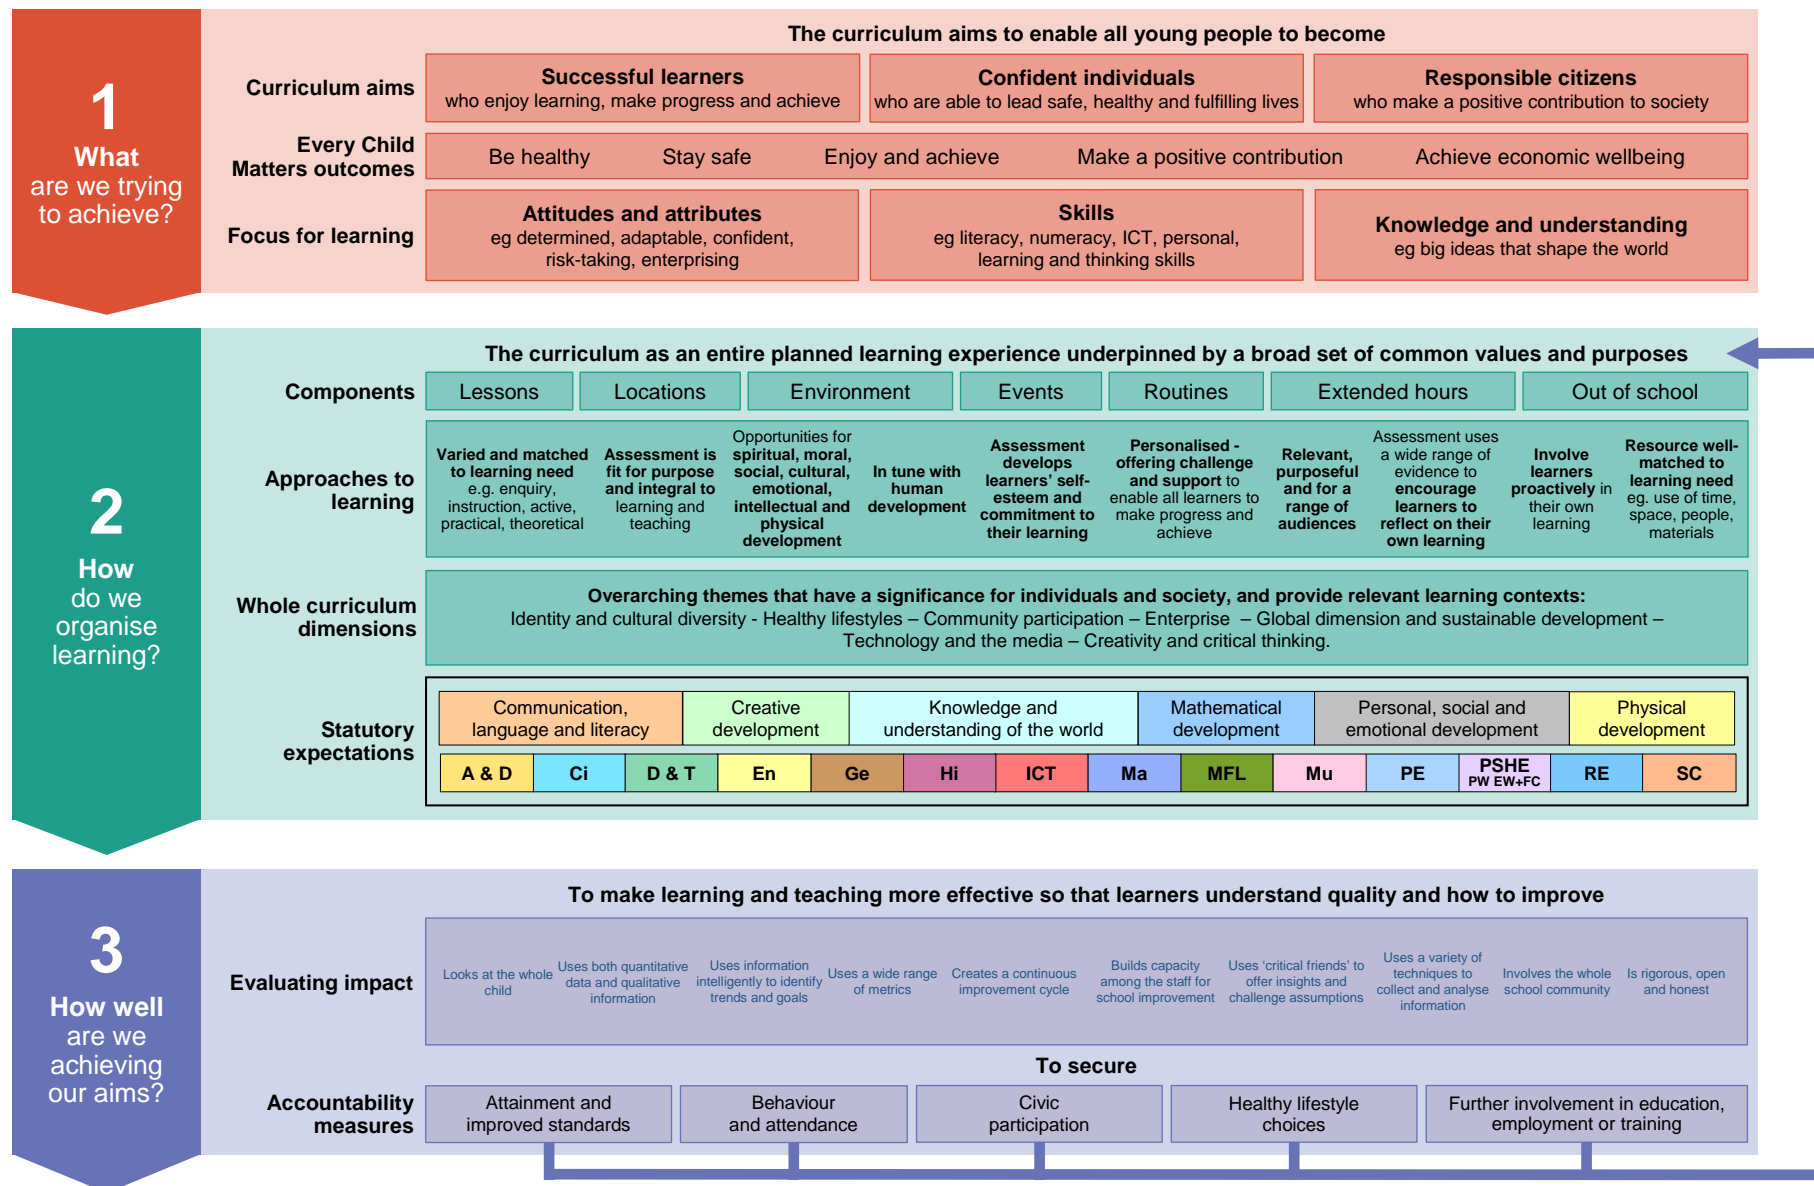 1
What
are we trying
to achieve?
The curriculum aims to enable all young people to become
Curriculum aims
Successful learners
who enjoy learning, make progress and achieve
Confident individuals
who are able to lead safe, healthy and fulfilling lives
Responsible citizens
who make a positive contribution to society
Every Child
Matters outcomes
Be healthy
Stay safe
Enjoy and achieve
Make a positive contribution
Achieve economic wellbeing
Focus for learning
Attitudes and attributes
eg determined, adaptable, confident,
risk-taking, enterprising
Skills
eg literacy, numeracy, ICT, personal,
learning and thinking skills
Knowledge and understanding
eg big ideas that shape the world
2
How
do we
organise
learning?
The curriculum as an entire planned learning experience underpinned by a broad set of common values and purposes
Components
Lessons
Locations
Environment
Events
Routines
Extended hours
Out of school
Approaches to
learning
Varied and matched
to learning need
e.g. enquiry,
instruction, active,
practical, theoretical
Assessment is
fit for purpose
and integral to
learning and
teaching
Opportunities for
spiritual, moral,
social, cultural,
emotional,
intellectual and
physical
development
In tune with
human
development
Assessment
develops
learners’ self-
esteem and
commitment to
their learning
Personalised -
offering challenge
and support to
enable all learners to
make progress and
achieve
Relevant,
purposeful
and for a
range of
audiences
Assessment uses
a wide range of
evidence to
encourage
learners to
reflect on their
own learning
Involve
learners
proactively in
their own
learning
Resource well-
matched to
learning need
eg. use of time,
space, people,
materials
Whole curriculum
dimensions
Overarching themes that have a significance for individuals and society, and provide relevant learning contexts:
Identity and cultural diversity - Healthy lifestyles – Community participation – Enterprise – Global dimension and sustainable development –
Technology and the media – Creativity and critical thinking.
Statutory
expectations
Communication,
language and literacy
Creative
development
Knowledge and
understanding of the world
Mathematical
development
Personal, social and
emotional development
Physical
development
A & D
Ci
D & T
En
Ge
Hi
ICT
Ma
MFL
Mu
PE
PSHE
PW EW+FC
RE
SC
3
How well
are we
achieving
our aims?
To make learning and teaching more effective so that learners understand quality and how to improve
Evaluating impact
Looks at the whole
child
Uses both quantitative
data and qualitative
information
Uses information
intelligently to identify
trends and goals
Uses a wide range
of metrics
Creates a continuous
improvement cycle
Builds capacity
among the staff for
school improvement
Uses ‘critical friends’ to
offer insights and
challenge assumptions
Uses a variety of
techniques to
collect and analyse
information
Involves the whole
school community
Is rigorous, open
and honest
To secure
Accountability
measures
Attainment and
improved standards
Behaviour
and attendance
Civic
participation
Healthy lifestyle
choices
Further involvement in education,
employment or training